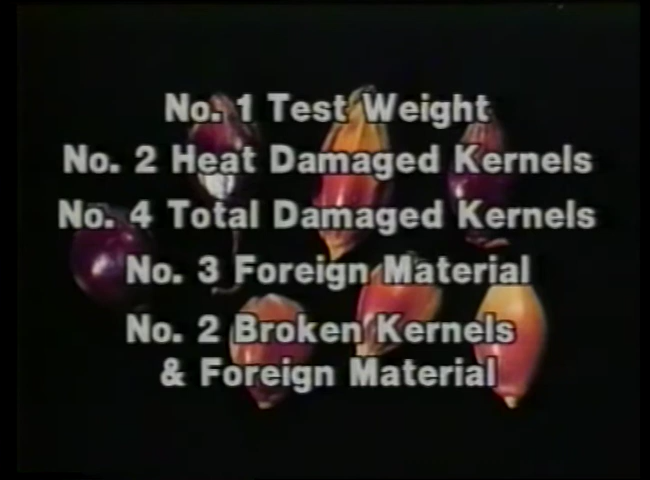 No. 1 Test Weight
No. 2 Heat Damaged Kernels
No. 4 Total Damaged Kernels
No. 3 Foreign Material
No. 2 Broken Kernels
& Foreign Material